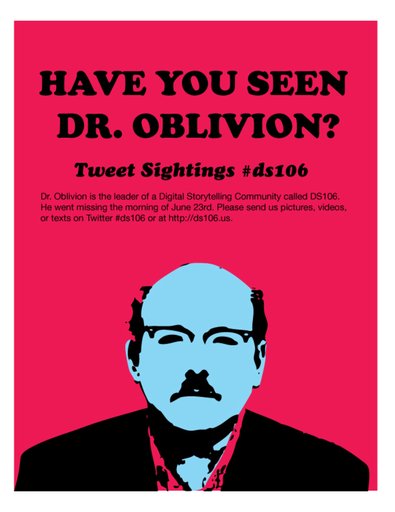 HAVE YOU SEEN
DR. OBLIVION?
Tweet Sightings #ds106
Dr. Oblivion is the leader of a Digital Storytelling Community called DS106.
He went missing the morning of June 23rd. Please send us pictures, videos,
or texts on Twitter #ds106 or at http://ds106.us.